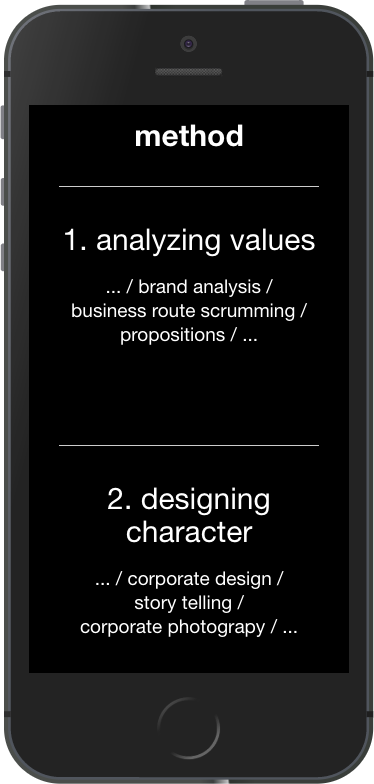 method
1. analyzing values
... / brand analysis /
business route scrumming /
propositions / ...
2. designing
character
... / corporate design /
story telling /
corporate photograpy / ...